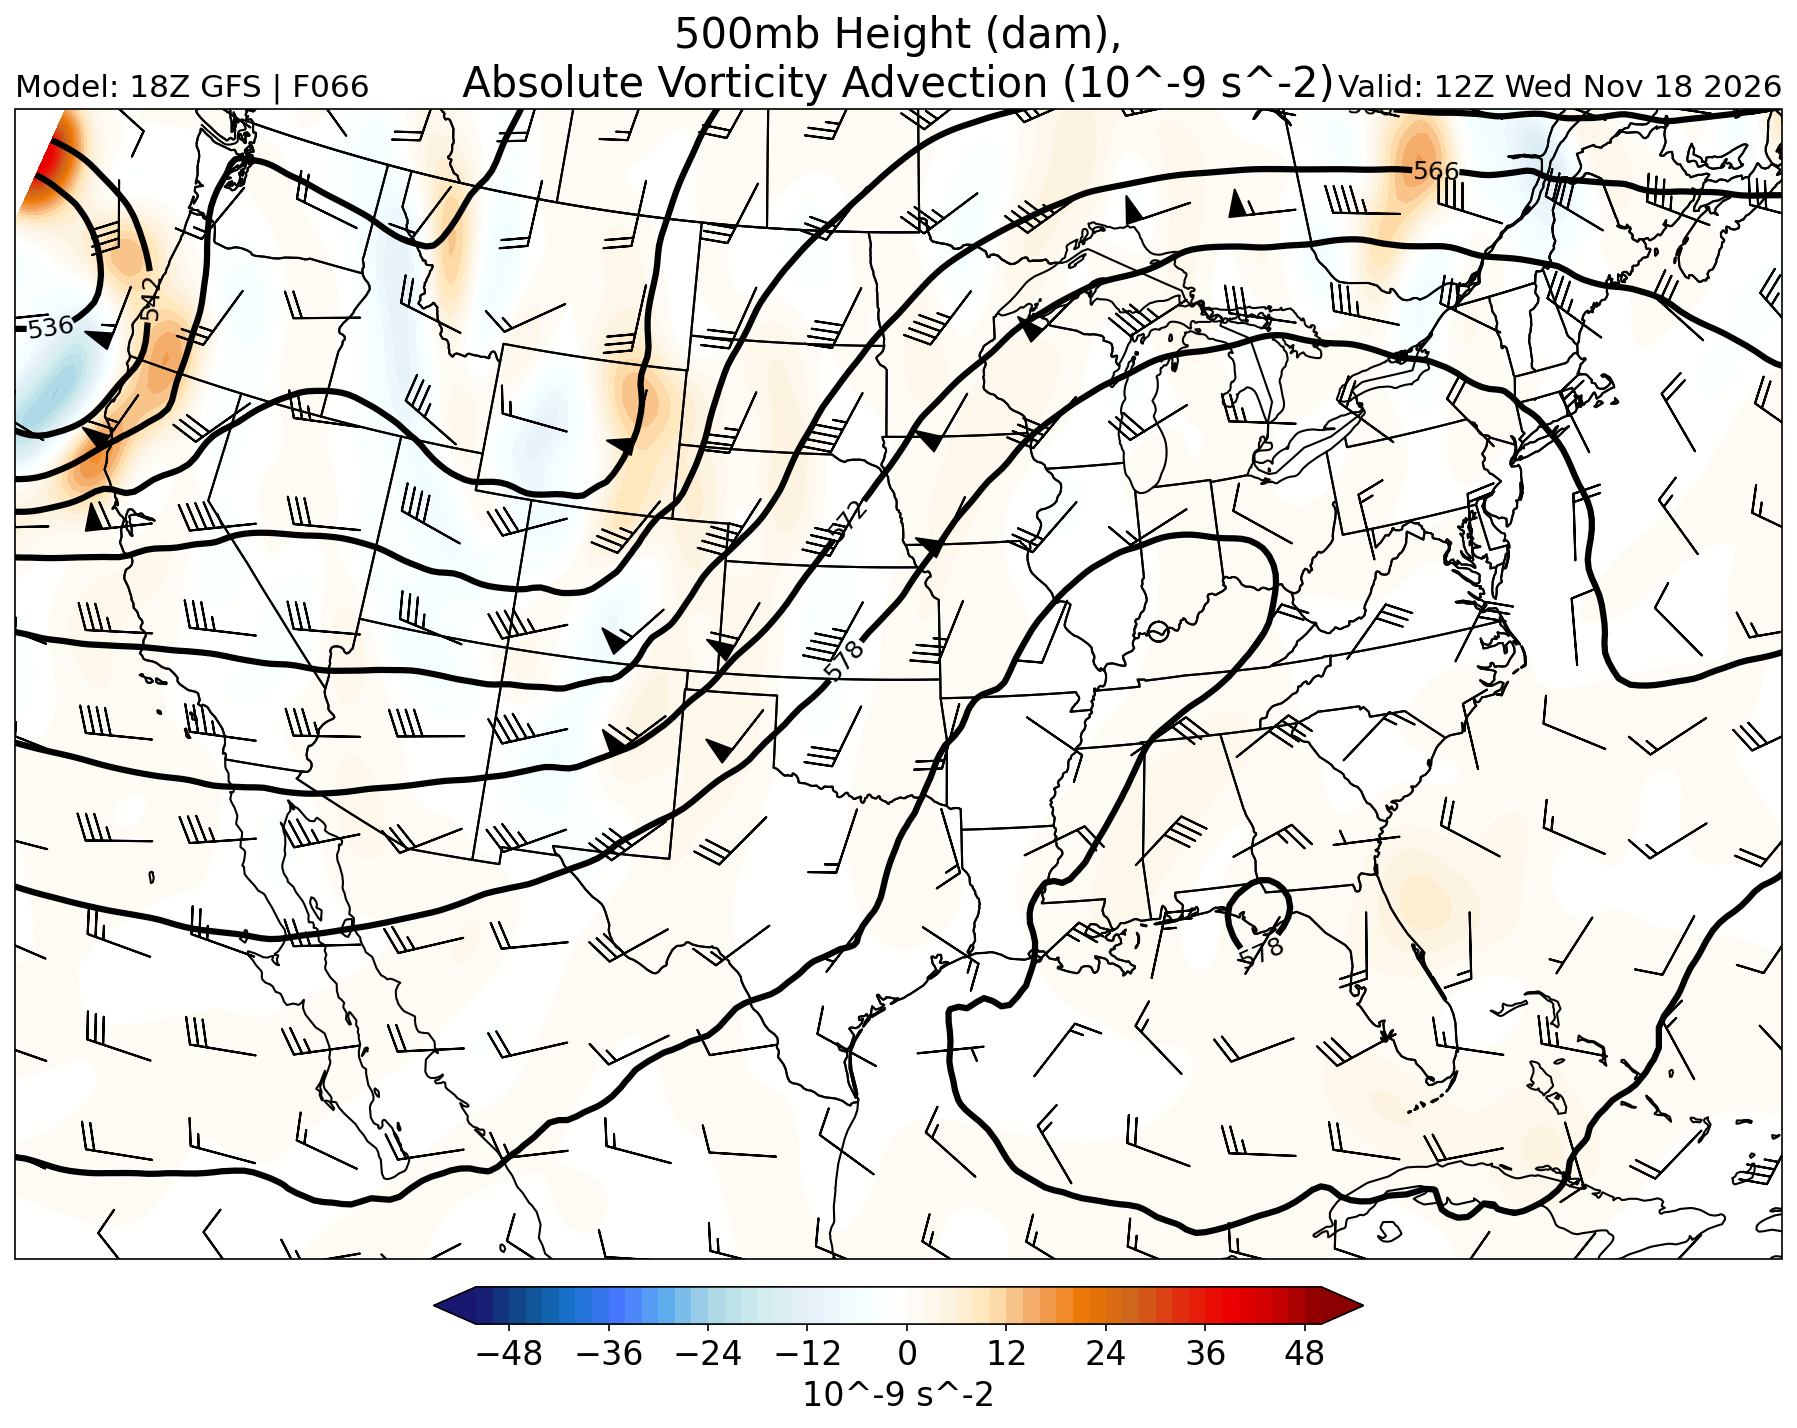 500mb Height (dam),
Model: 18Z GFS | F066
Absolute Vorticity Advection (10^-9 s^-2)
Valid: 12Z Wed Nov 18 2026
566
542
536
572
578
578
−48 −36 −24 −12 0 12 24 36 48
10^-9 s^-2